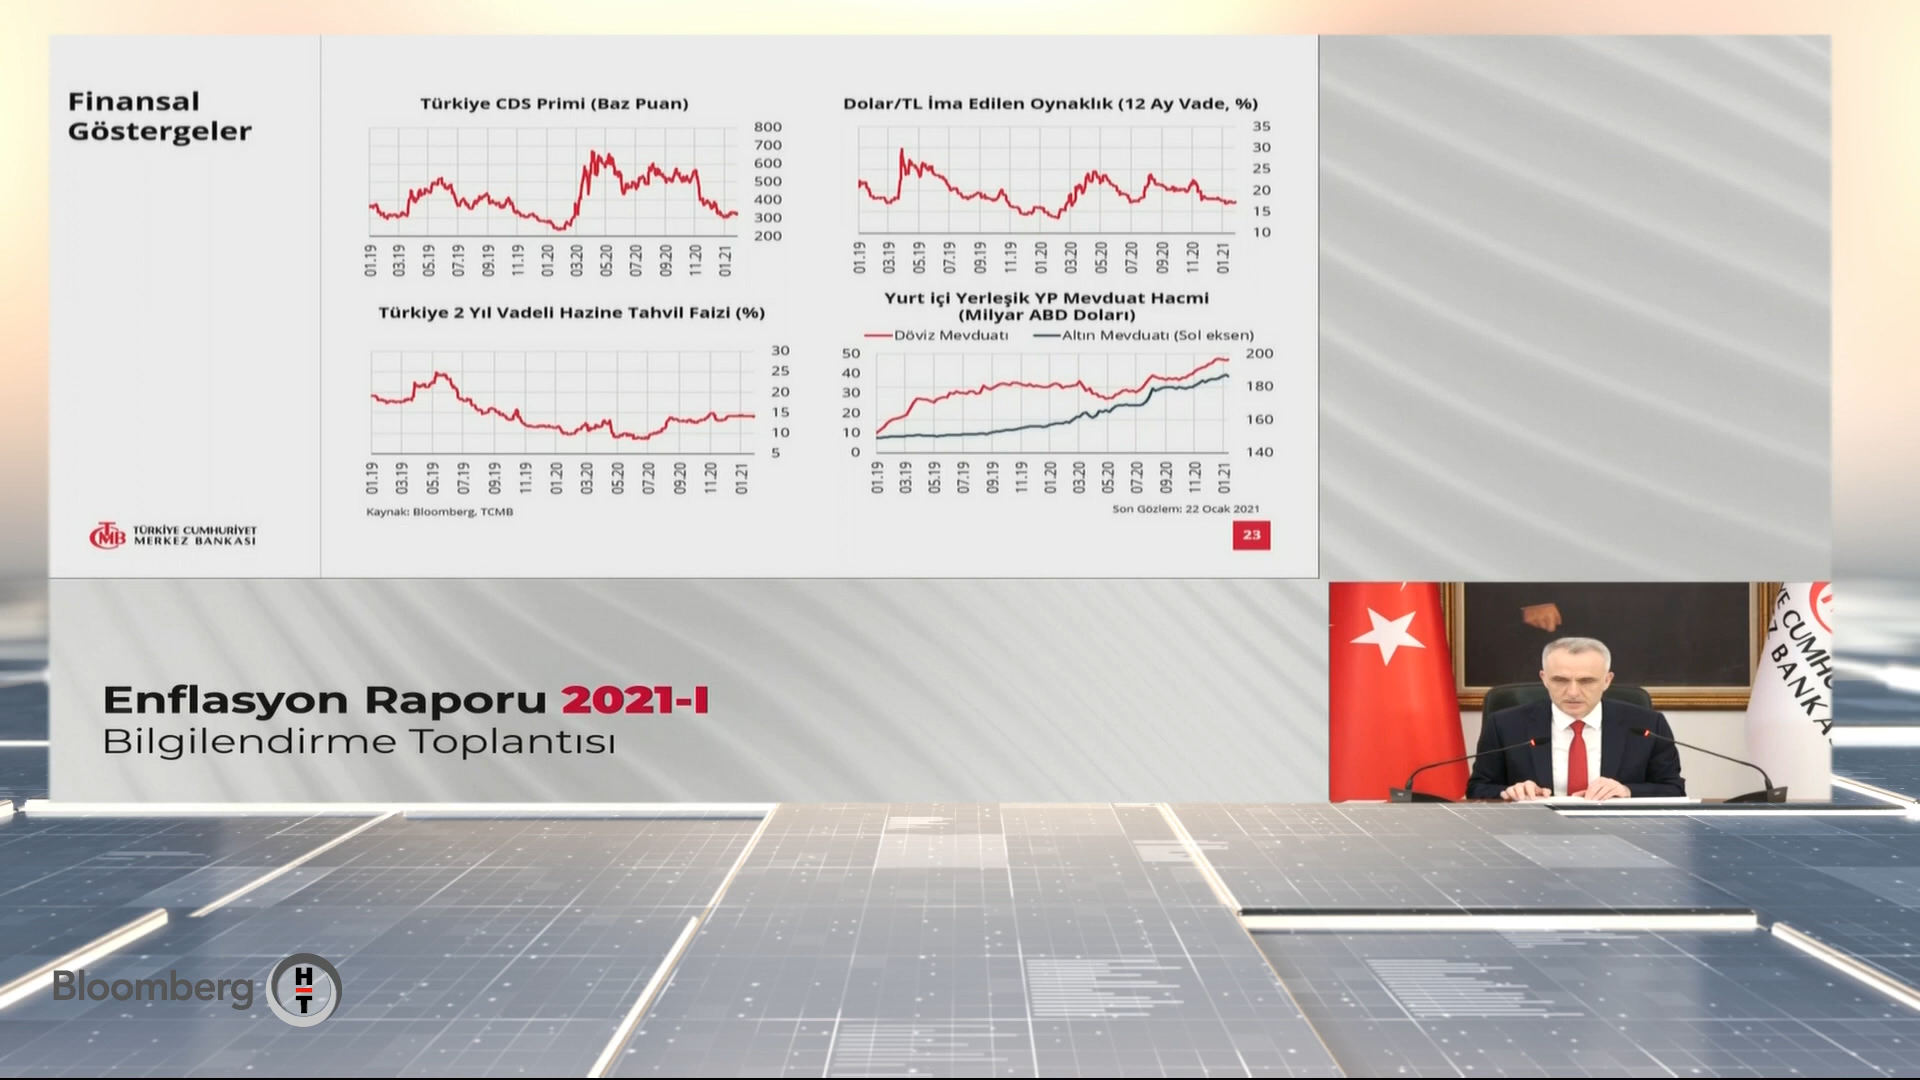 Finansal
Göstergeler
Türkiye CDS Primi (Baz Puan)
800
700
600
500
400
300
200
01.19 03.19 05.19 07.19 09.19 11.19 01.20 03.20 05.20 07.20 09.20 11.20 01.21
Dolar/TL İma Edilen Oynaklık (12 Ay Vade, %)
35
30
25
20
15
10
01.19 03.19 05.19 07.19 09.19 11.19 01.20 03.20 05.20 07.20 09.20 11.20 01.21
Türkiye 2 Yıl Vadeli Hazine Tahvil Faizi (%)
30
25
20
15
10
5
01.19 03.19 05.19 07.19 09.19 11.19 01.20 03.20 05.20 07.20 09.20 11.20 01.21
Yurt içi Yerleşik YP Mevduat Hacmi
(Milyar ABD Doları)
Döviz Mevduatı Altın Mevduatı (Sol eksen)
50 200
40
30 180
20 160
10
0 140
01.19 03.19 05.19 07.19 09.19 11.19 01.20 03.20 05.20 07.20 09.20 11.20 01.21
Kaynak: Bloomberg, TCMB
Son Gözlem: 22 Ocak 2021
TCMB
TÜRKİYE CUMHURİYET
MERKEZ BANKASI
23
Enflasyon Raporu 2021-I
Bilgilendirme Toplantısı
YE CUMHU
Z BANKA
Bloomberg HT